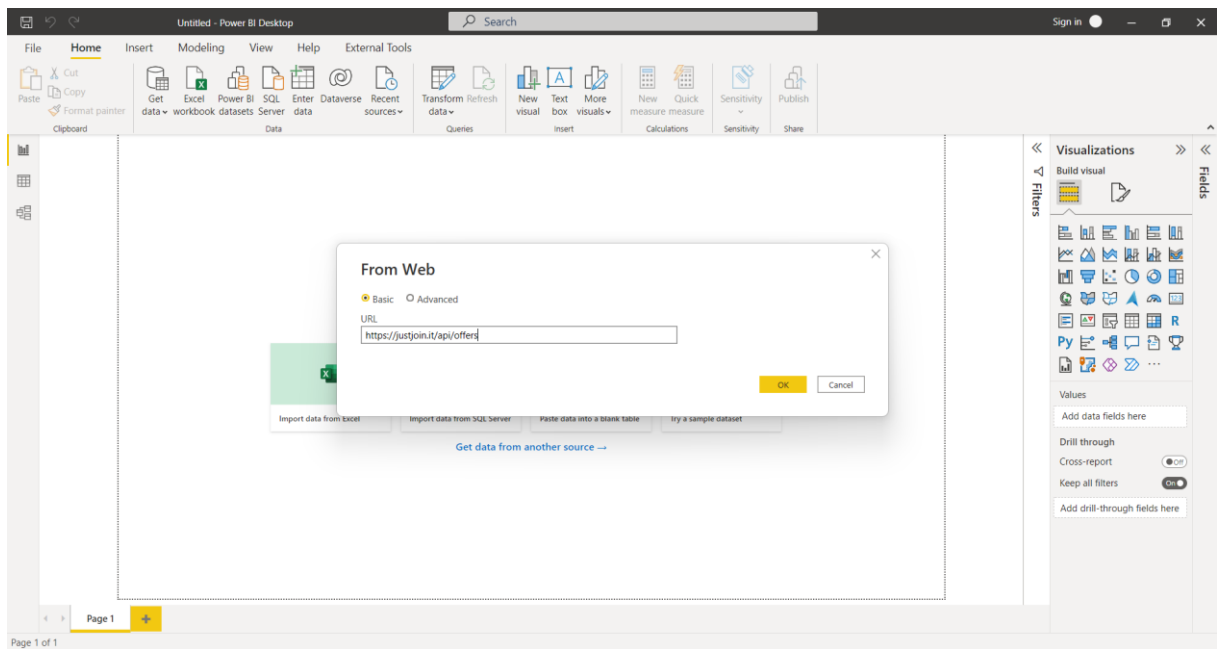 Untitled - Power BI Desktop
Search
Sign in
File Home Insert Modeling View Help External Tools
Paste
Cut
Copy
Format painter
Clipboard
Get data
Excel workbook
Power BI datasets
SQL Server
Enter data
Dataverse
Recent sources
Data
Transform data
Refresh
Queries
New visual
Text box
More visuals
Insert
New measure
Quick measure
Calculations
Sensitivity
Sensitivity
Publish
Share
From Web
Basic Advanced
URL
https://justjoin.it/api/offers
OK Cancel
Import data from Excel
Import data from SQL Server
Paste data into a blank table
Try a sample dataset
Get data from another source →
Filters
Visualizations
Build visual
R
Py
123
Values
Add data fields here
Drill through
Cross-report Off
Keep all filters On
Add drill-through fields here
Fields
Page 1
Page 1 of 1